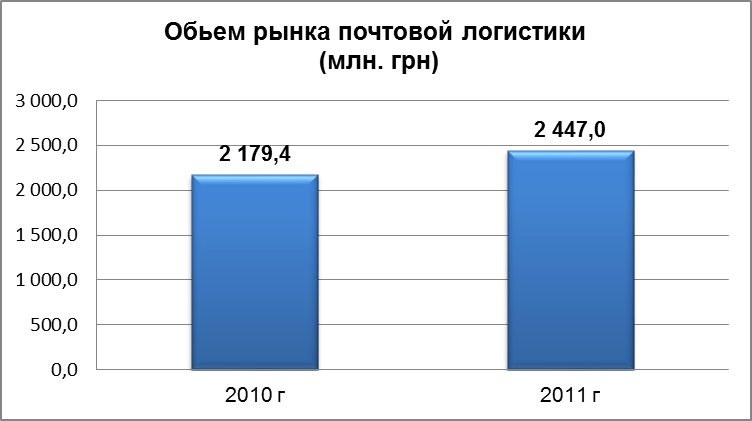 Обьем рынка почтовой логистики
(млн. грн)
3 000,0
2 500,0
2 000,0
1 500,0
1 000,0
500,0
0,0
2 179,4
2 447,0
2010 г
2011 г